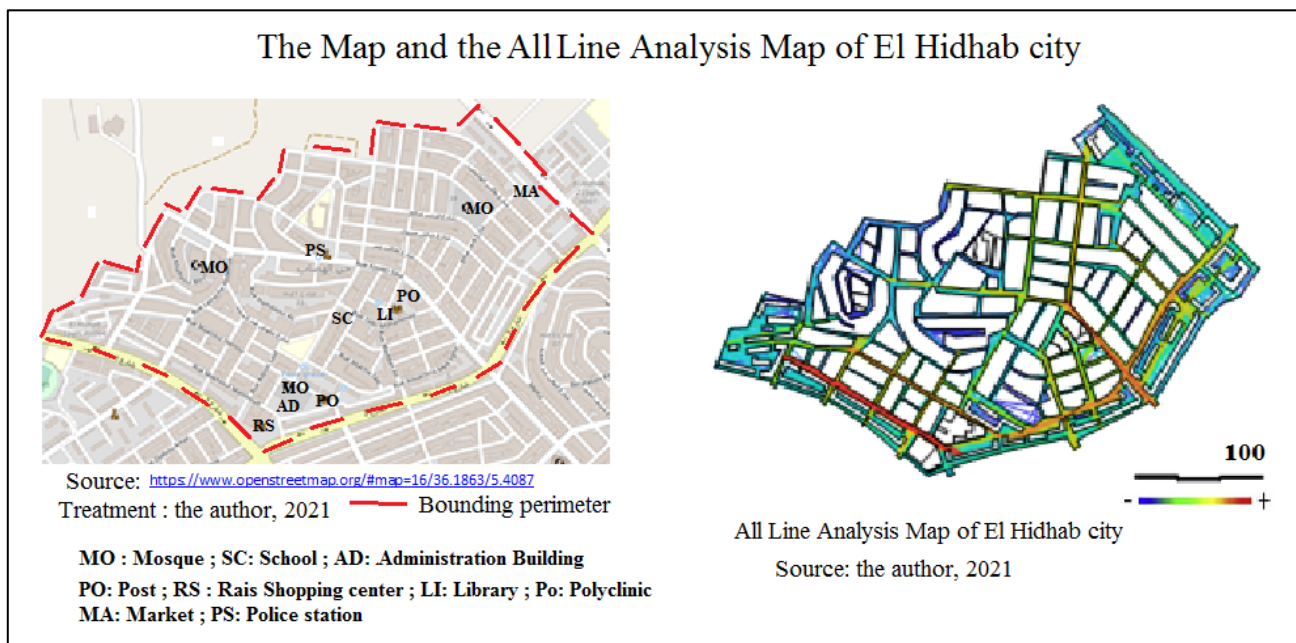 The Map and the All Line Analysis Map of El Hidhab city
MA
MO
PS
MO
حي الهضاب
PO
SC
LI
MO
AD
PO
RS
100
- +
Source: https://www.openstreetmap.org/#map=16/36.1863/5.4087
Treatment : the author, 2021
Bounding perimeter
All Line Analysis Map of El Hidhab city
Source: the author, 2021
MO : Mosque ; SC: School ; AD: .Administration Building
PO: Post ; RS : Rais Shopping center ; LI: Library ; Po: Polyclinic
MA: Market ; PS: Police station